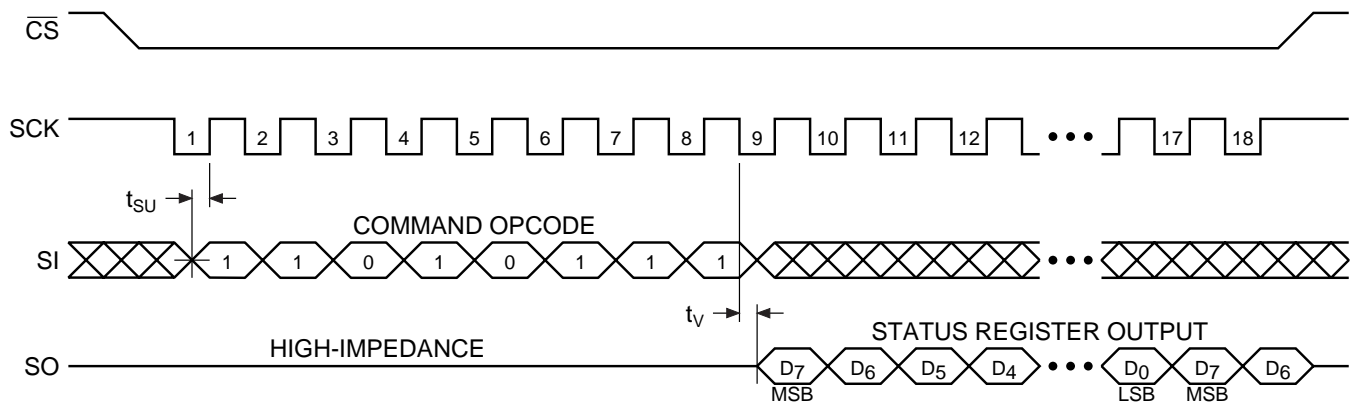 CS
SCK 1 2 3 4 5 6 7 8 9 10 11 12 ••• 17 18
tSU
COMMAND OPCODE
SI 1 1 0 1 0 1 1 1 •••
tV
STATUS REGISTER OUTPUT
HIGH-IMPEDANCE
SO D7 D6 D5 D4 ••• D0 D7 D6
MSB LSB MSB